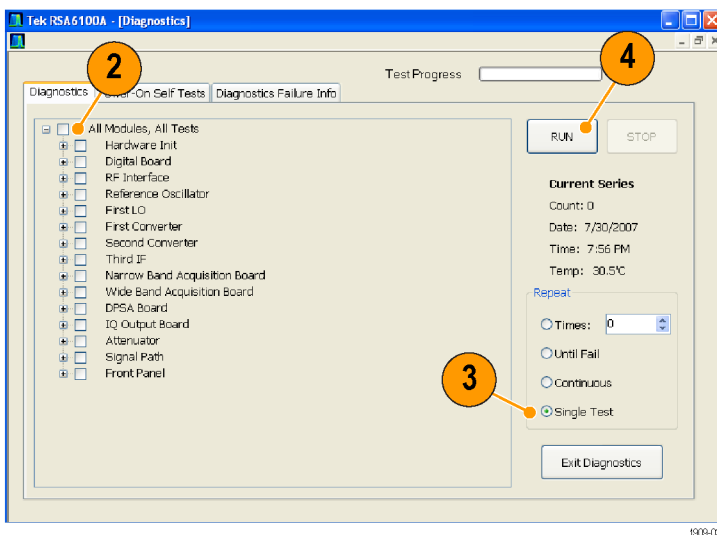 Tek RSA6100A - [Diagnostics]
2
4
Test Progress
Diagnostics
On Self Tests
Diagnostics Failure Info
All Modules, All Tests
Hardware Init
Digital Board
RF Interface
Reference Oscillator
First LO
First Converter
Second Converter
Third IF
Narrow Band Acquisition Board
Wide Band Acquisition Board
DPSA Board
IQ Output Board
Attenuator
Signal Path
Front Panel
RUN
STOP
Current Series
Count: 0
Date: 7/30/2007
Time: 7:56 PM
Temp: 30.5°C
Repeat
Times: 0
Until Fail
Continuous
3
Single Test
Exit Diagnostics